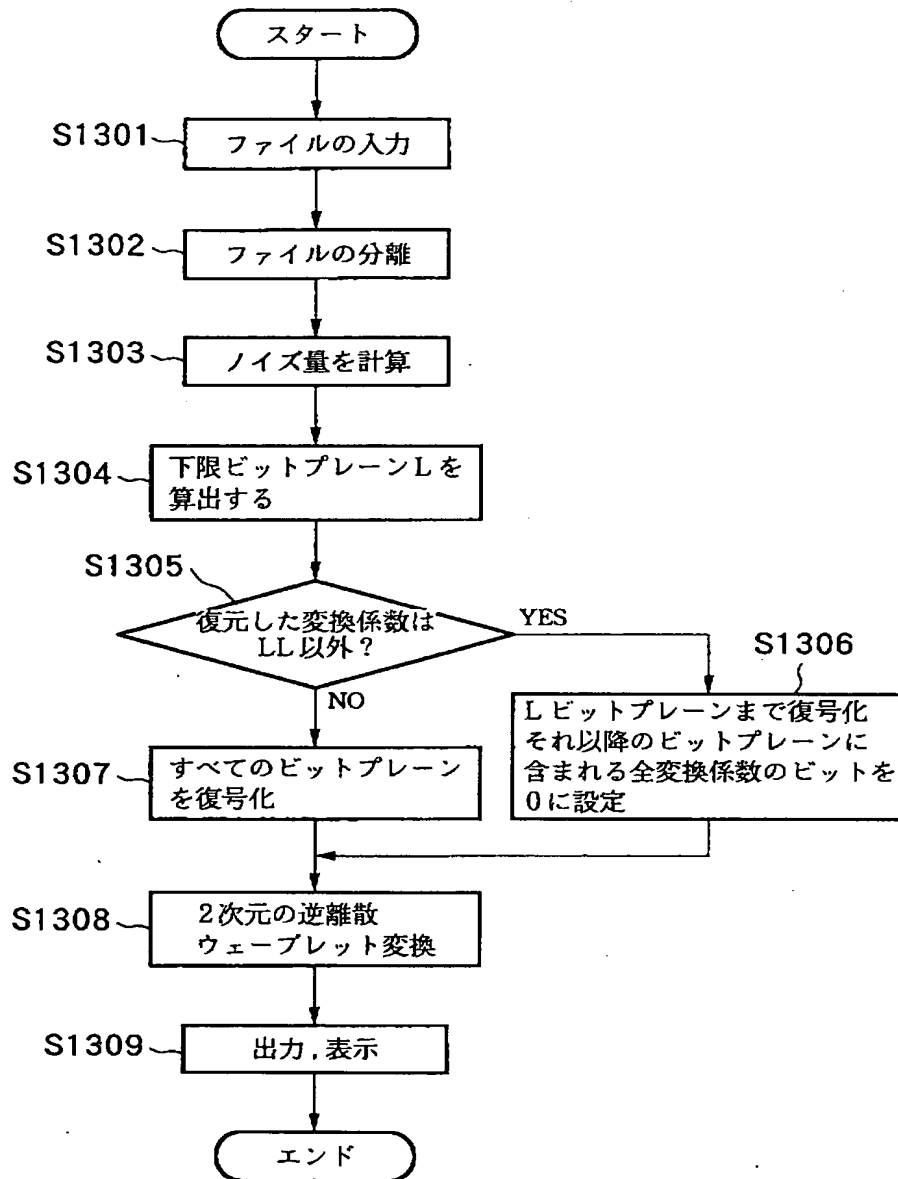 スタート
S1301
ファイルの入力
S1302
ファイルの分離
S1303
ノイズ量を計算
S1304
下限ビットプレーンLを
算出する
S1305
復元した変換係数は
LL以外？
YES
NO
S1306
Lビットプレーンまで復号化
それ以降のビットプレーンに
含まれる全変換係数のビットを
0に設定
S1307
すべてのビットプレーン
を復号化
S1308
2次元の逆離散
ウェーブレット変換
S1309
出力，表示
エンド